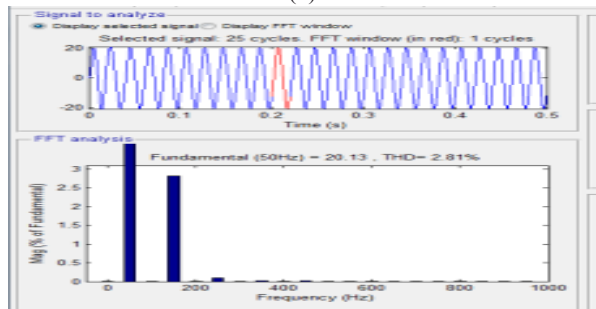 Signal to analyze
Display selected signal Display FFT window
Selected signal: 25 cycles. FFT window (in red): 1 cycles
20
0
-20
0 0.1 0.2 0.3 0.4 0.5
Time (s)
FFT analysis
Fundamental (50Hz) = 20.13 , THD= 2.81%
3
2.5
2
1.5
1
0.5
0
Mag (% of Fundamental)
0 200 400 600 800 1000
Frequency (Hz)